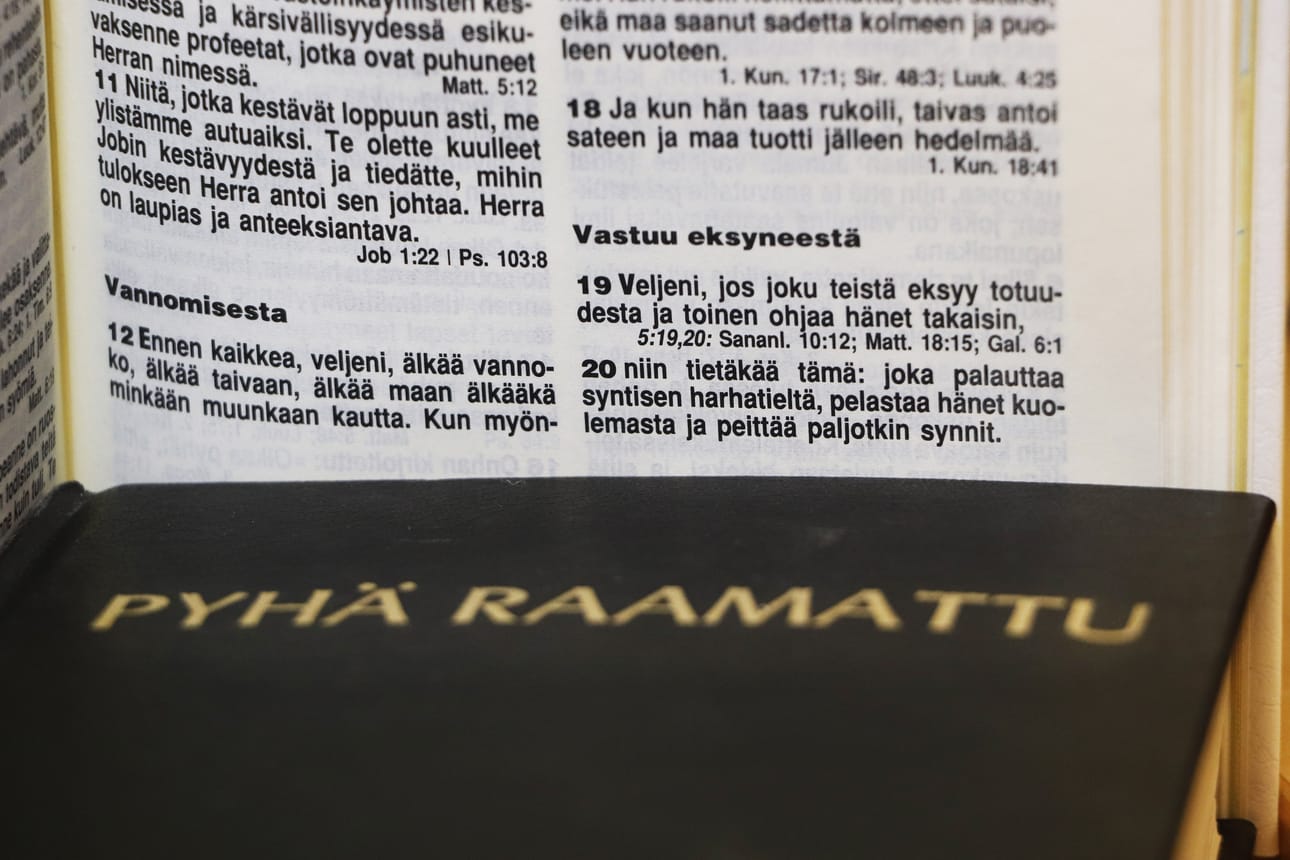 ja kärsivällisyydessä esiku-
vaksenne profeetat, jotka ovat puhuneet
Herran nimessä.
Matt. 5:12
11 Niitä, jotka kestävät loppuun asti, me
ylistämme autuaiksi. Te olette kuulleet
Jobin kestävyydestä ja tiedätte, mihin
tulokseen Herra antoi sen johtaa. Herra
on laupias ja anteeksiantava.
Job 1:22 | Ps. 103:8
Vannomisesta
12 Ennen kaikkea, veljeni, älkää vanno-
ko, älkää taivaan, älkää maan älkääkä
minkään muunkaan kautta. Kun myön-
eikä maa saanut sadetta kolmeen ja puo-
leen vuoteen.
1. Kun. 17:1; Sir. 48:3; Luuk. 4:25
18 Ja kun hän taas rukoili, taivas antoi
sateen ja maa tuotti jälleen hedelmää.
1. Kun. 18:41
Vastuu eksyneestä
19 Veljeni, jos joku teistä eksyy totuu-
desta ja toinen ohjaa hänet takaisin,
5:19,20: Sananl. 10:12; Matt. 18:15; Gal. 6:1
20 niin tietäkää tämä: joka palauttaa
syntisen harhatieltä, pelastaa hänet kuo-
lemasta ja peittää paljotkin synnit.
PYHÄ RAAMATTU